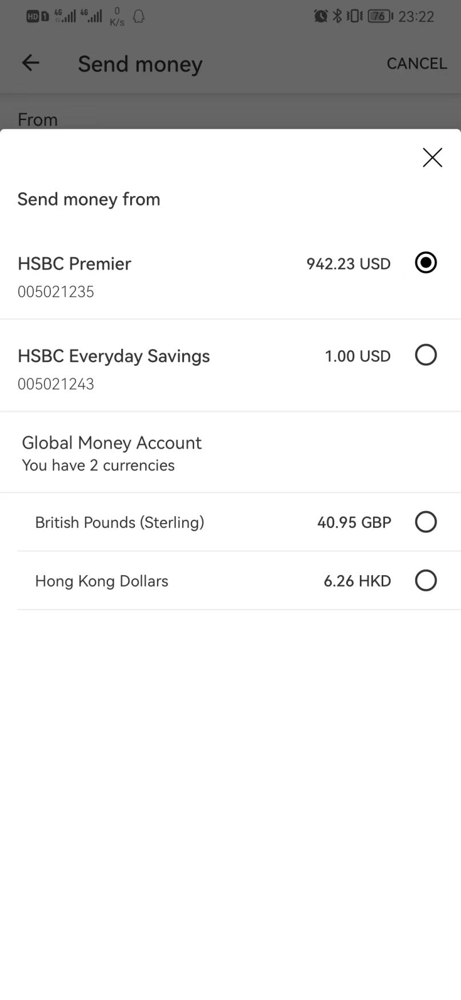 HD 1 4G 4G 0 K/s 76 23:22
Send money CANCEL
From
Send money from
HSBC Premier 942.23 USD
005021235
HSBC Everyday Savings 1.00 USD
005021243
Global Money Account
You have 2 currencies
British Pounds (Sterling) 40.95 GBP
Hong Kong Dollars 6.26 HKD